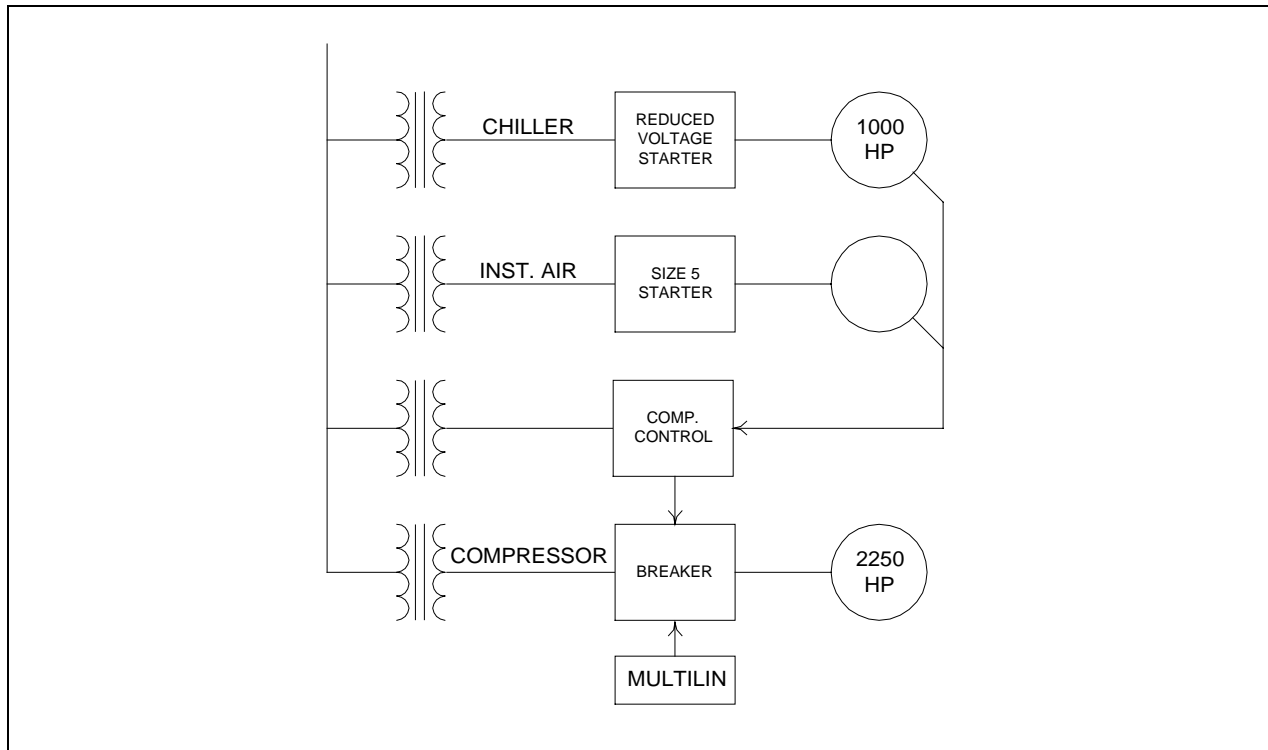 CHILLER
REDUCED
VOLTAGE
STARTER
1000
HP
INST. AIR
SIZE 5
STARTER
COMP.
CONTROL
COMPRESSOR
BREAKER
2250
HP
MULTILIN